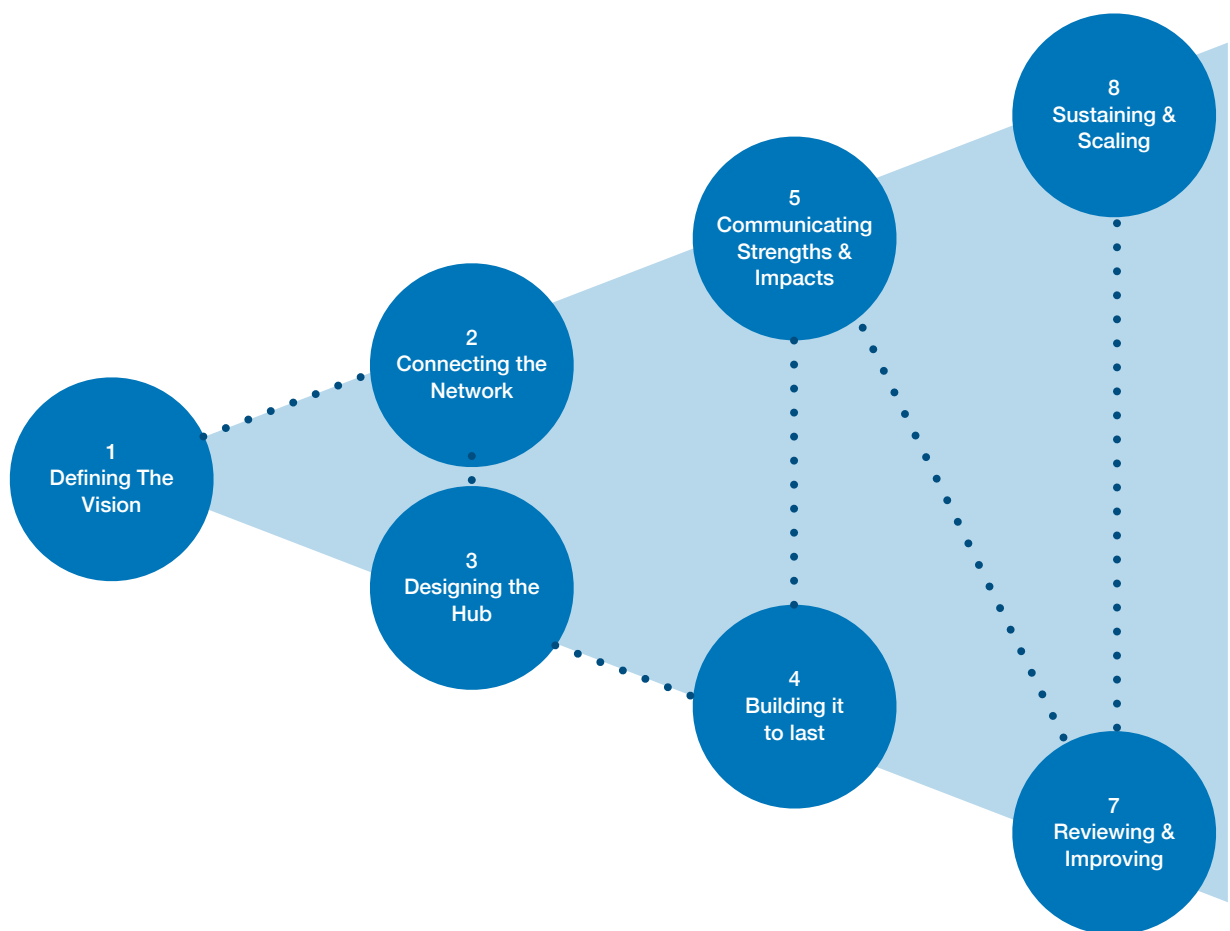 1
Defining The
Vision
2
Connecting the
Network
3
Designing the
Hub
4
Building it
to last
5
Communicating
Strengths &
Impacts
7
Reviewing &
Improving
8
Sustaining &
Scaling